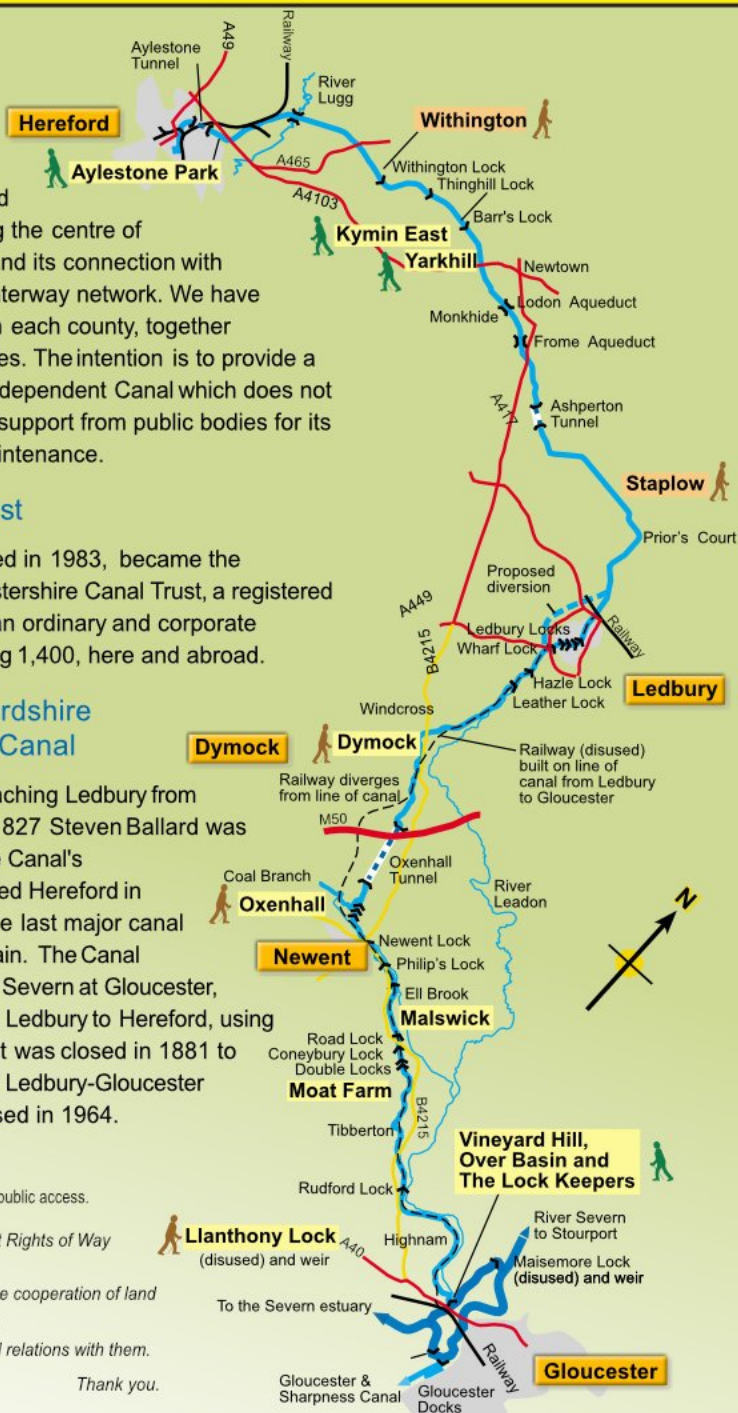 A49
Railway
Aylestone
Tunnel
River
Lugg
Hereford
Withington
Aylestone Park
A465
Withington Lock
Thinghill Lock
A4103
Barr's Lock
Kymin East
Yarkhill
Newtown
Lodon Aqueduct
Monkhide
Frome Aqueduct
A417
Ashperton
Tunnel
Staplow
Prior's Court
Proposed
diversion
A449
Ledbury Locks
Railway
Wharf Lock
B4215
Hazle Lock
Leather Lock
Ledbury
Windcross
Dymock
Dymock
Railway (disused)
built on line of
canal from Ledbury
to Gloucester
Railway diverges
from line of canal
M50
Oxenhall
Tunnel
Coal Branch
River
Leadon
Oxenhall
N
Newent Lock
Newent
Philip's Lock
Ell Brook
Malswick
Road Lock
Coneybury Lock
Double Locks
Moat Farm
B4215
Tibberton
Vineyard Hill,
Over Basin and
The Lock Keepers
Rudford Lock
Llanthony Lock
(disused) and weir
A40
Highnam
River Severn
to Stourport
Maisemore Lock
(disused) and weir
To the Severn estuary
Railway
Gloucester
Gloucester &
Sharpness Canal
Gloucester
Docks
d
g the centre of
and its connection with
terway network. We have
n each county, together
es. The intention is to provide a
dependent Canal which does not
support from public bodies for its
intenance.
st
ed in 1983, became the
stershire Canal Trust, a registered
an ordinary and corporate
g 1,400, here and abroad.
rdshire
Canal
aching Ledbury from
1827 Steven Ballard was
e Canal's
ed Hereford in
e last major canal
ain. The Canal
Severn at Gloucester,
Ledbury to Hereford, using
t was closed in 1881 to
Ledbury-Gloucester
sed in 1964.
public access.
t Rights of Way
e cooperation of land
l relations with them.
Thank you.